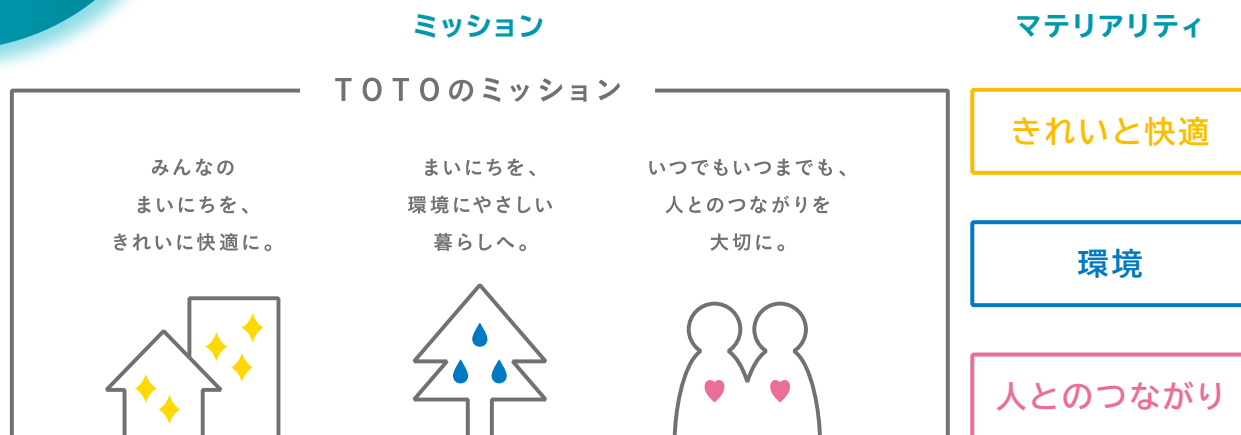 ミッション
マテリアリティ
TOTOのミッション
みんなの
まいにちを、
きれいに快適に。
まいにちを、
環境にやさしい
暮らしへ。
いつでもいつまでも、
人とのつながりを
大切に。
きれいと快適
環境
人とのつながり